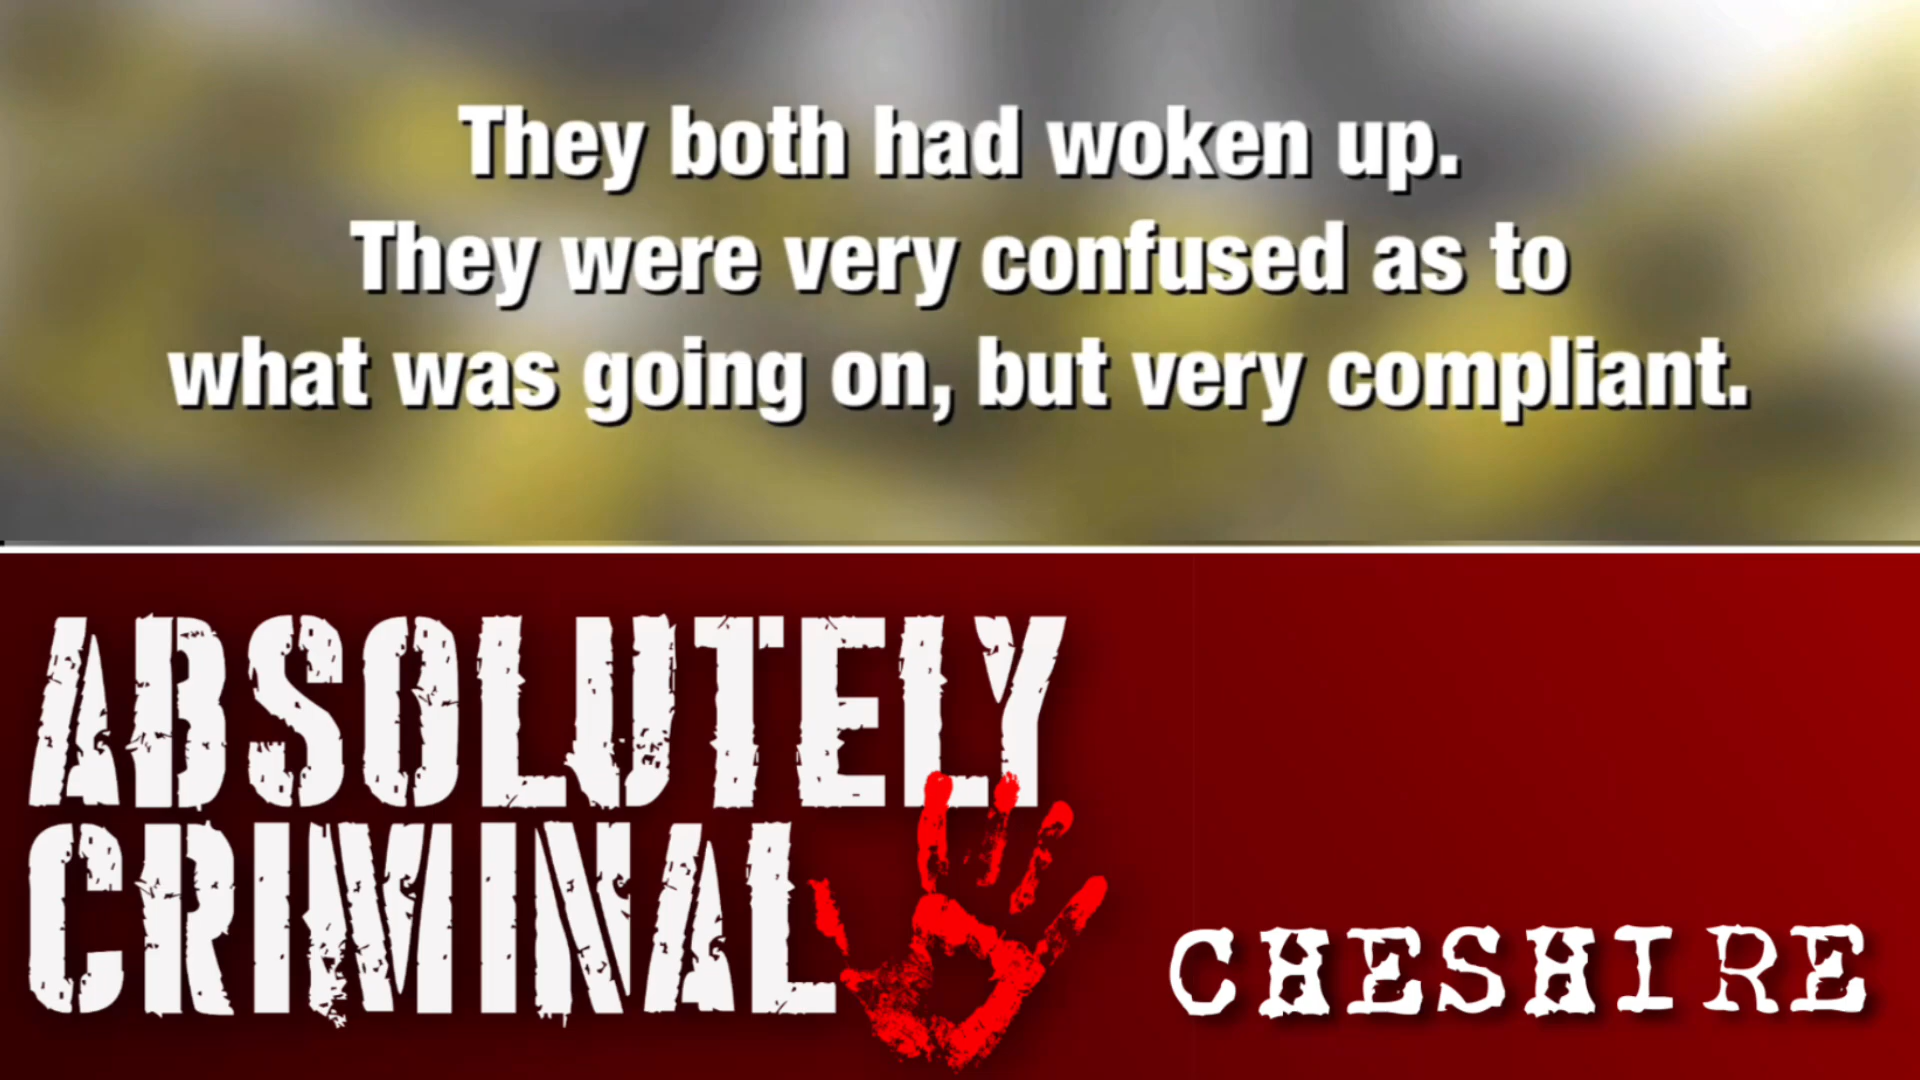 They both had woken up.
They were very confused as to
what was going on, but very compliant.
ABSOLUTELY
CRIMINAL
CHESHIRE